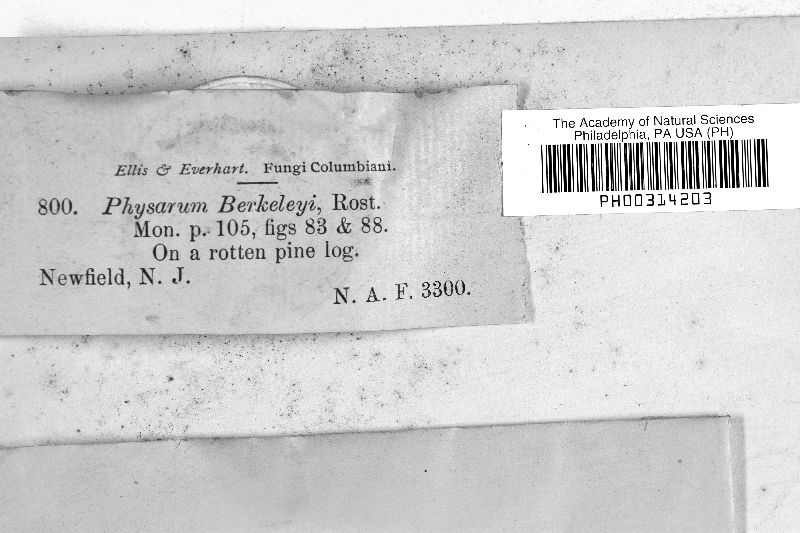 Ellis & Everhart. Fungi Columbiani.
800. Physarum Berkeleyi, Rost.
Mon. p. 105, figs 83 & 88.
On a rotten pine log.
Newfield, N. J.
N. A. F. 3300.
The Academy of Natural Sciences
Philadelphia, PA USA (PH)
PH00314203